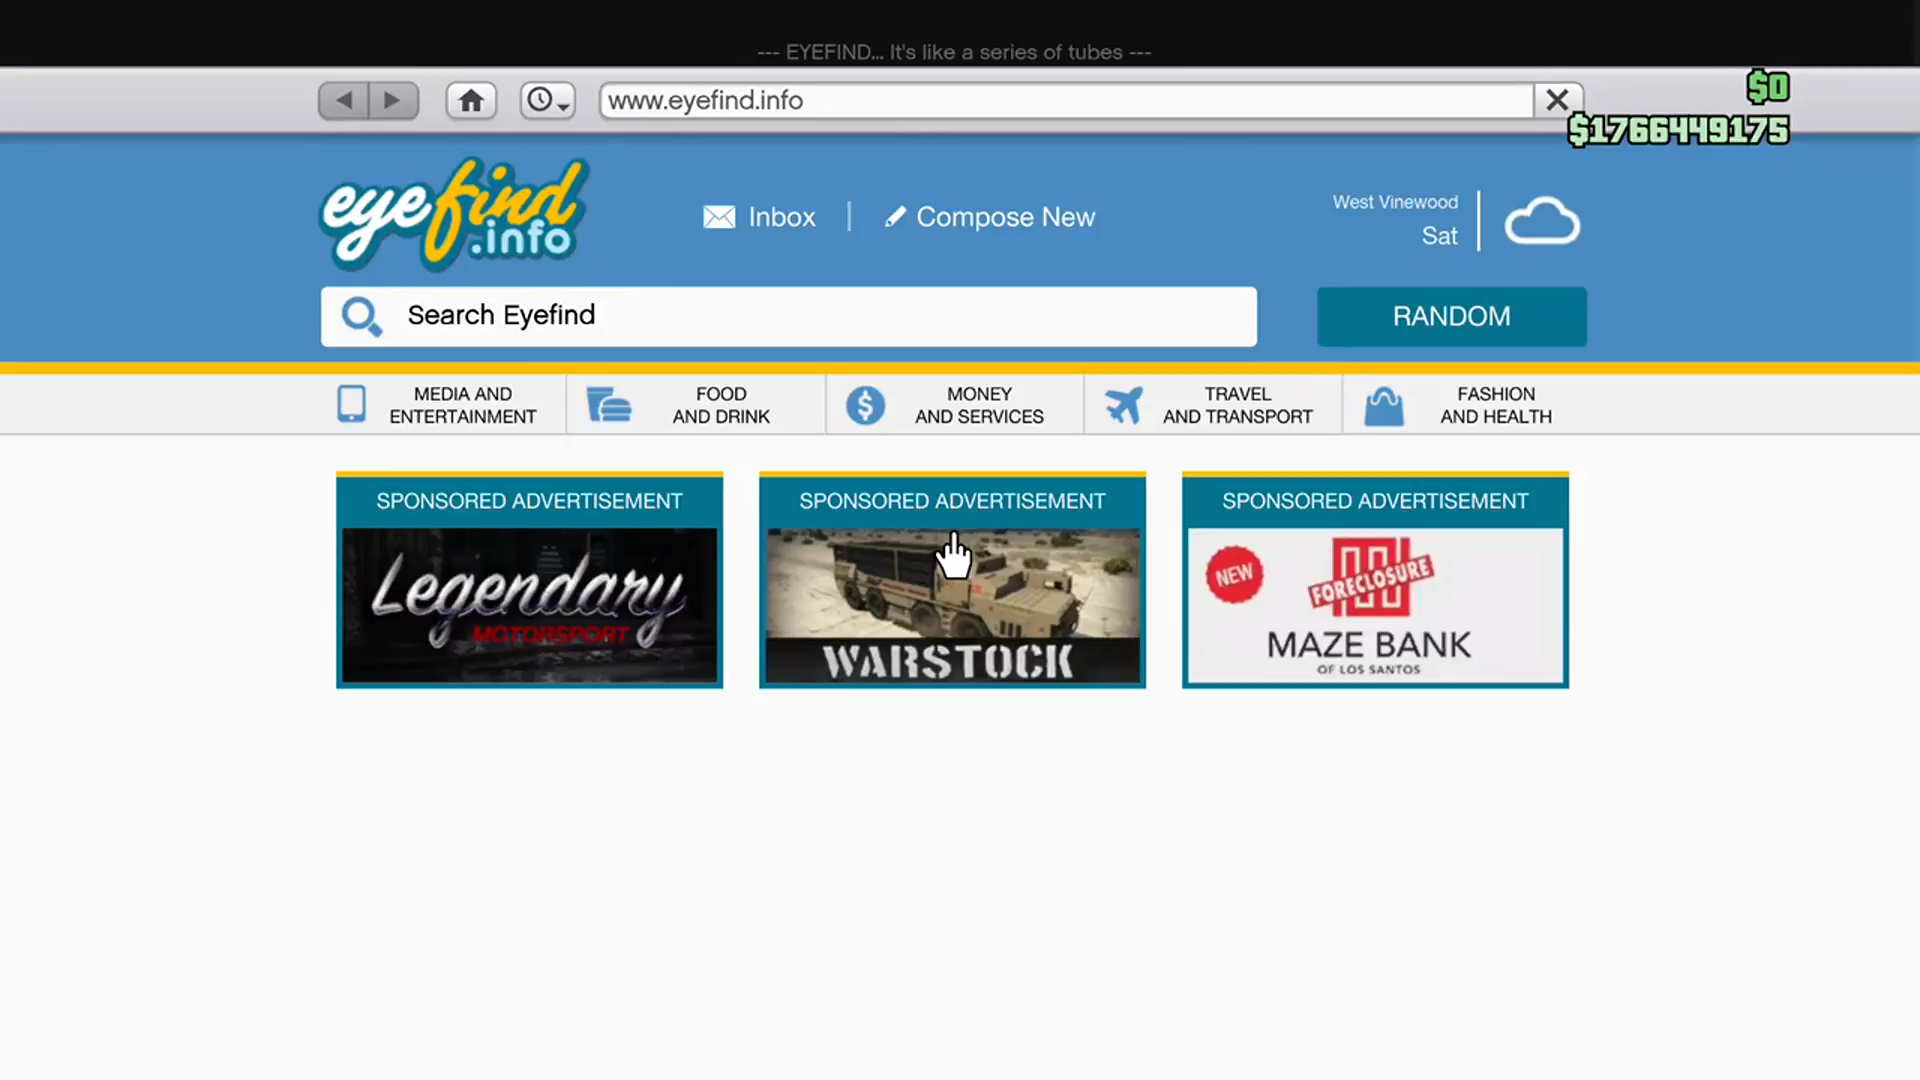 --- EYEFIND... It's like a series of tubes ---
www.eyefind.info
$0
$1766449175
eyefind
.info
Inbox
Compose New
West Vinewood
Sat
Search Eyefind
RANDOM
MEDIA AND
ENTERTAINMENT
FOOD
AND DRINK
MONEY
AND SERVICES
TRAVEL
AND TRANSPORT
FASHION
AND HEALTH
SPONSORED ADVERTISEMENT
Legendary
MOTORSPORT
SPONSORED ADVERTISEMENT
WARSTOCK
SPONSORED ADVERTISEMENT
NEW
FORECLOSURE
MAZE BANK
OF LOS SANTOS